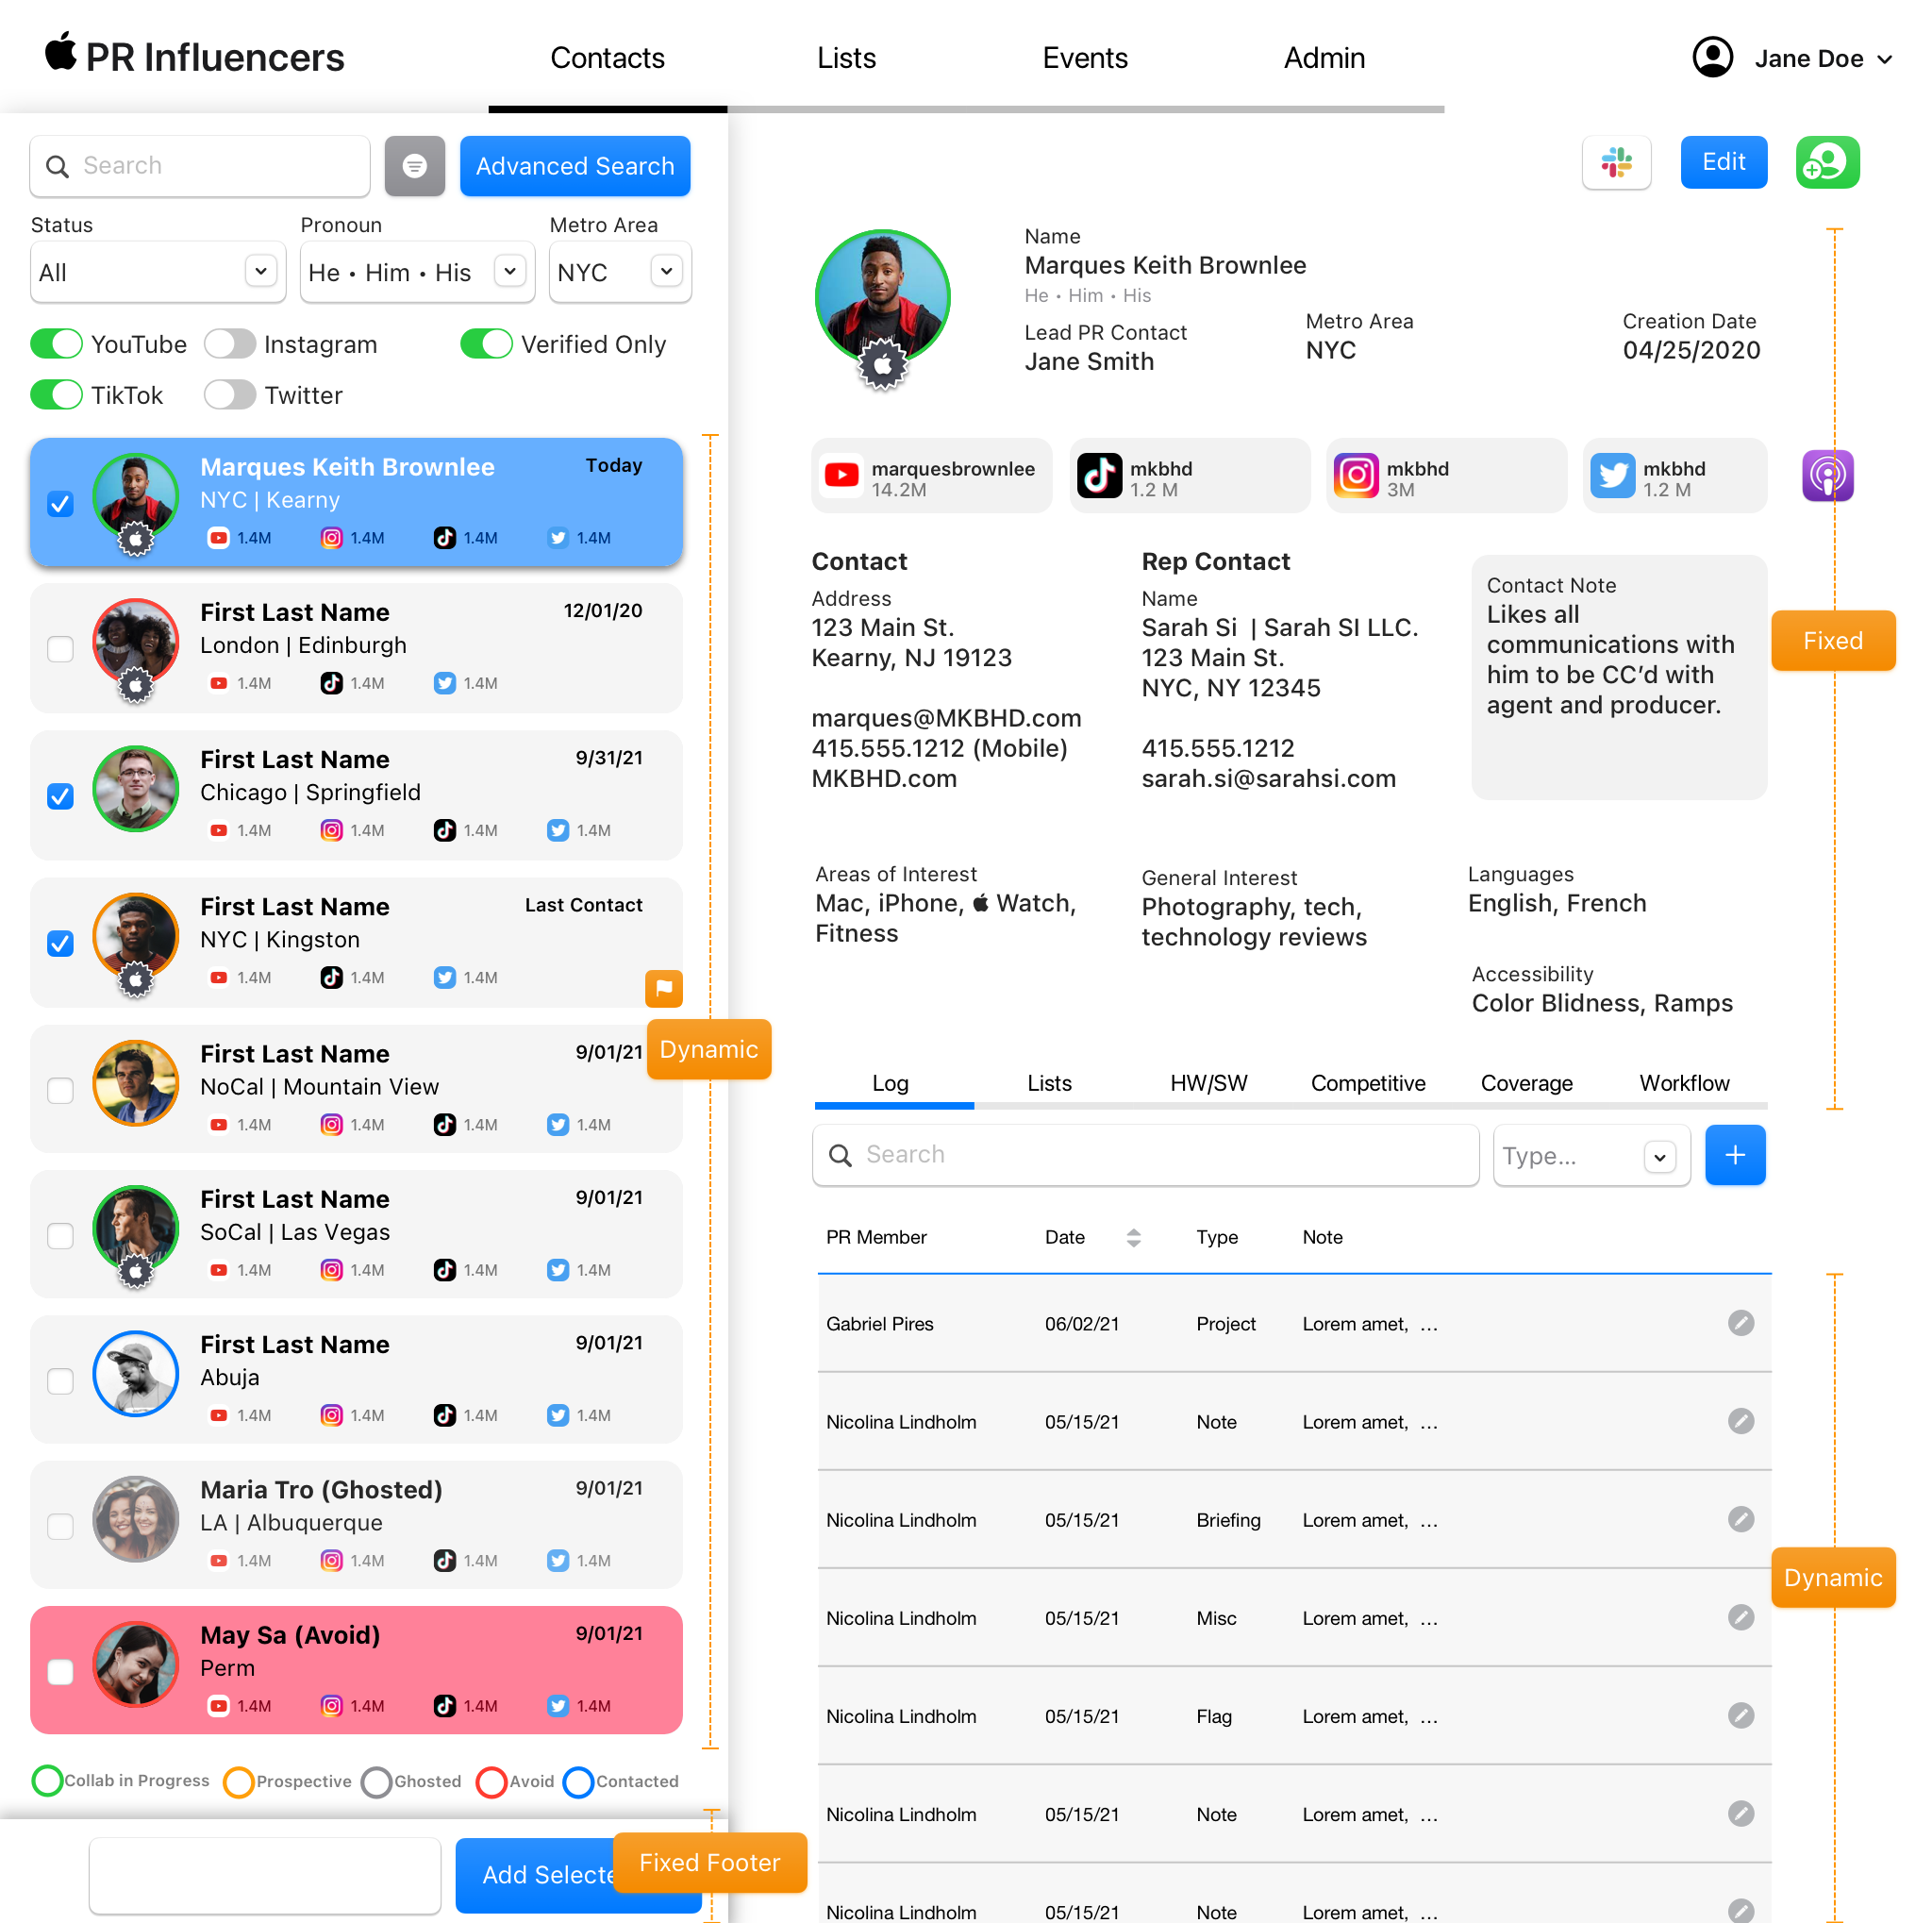 PR Influencers
Contacts
Lists
Events
Admin
Jane Doe
Search
Advanced Search
Status
Pronoun
Metro Area
All
He • Him • His
NYC
YouTube
Instagram
Verified Only
TikTok
Twitter
Marques Keith Brownlee
Today
NYC | Kearny
1.4M 1.4M 1.4M 1.4M
First Last Name
12/01/20
London | Edinburgh
1.4M 1.4M 1.4M
First Last Name
9/31/21
Chicago | Springfield
1.4M 1.4M 1.4M 1.4M
First Last Name
Last Contact
NYC | Kingston
1.4M 1.4M 1.4M
First Last Name
9/01/21
NoCal | Mountain View
1.4M 1.4M 1.4M 1.4M
First Last Name
9/01/21
SoCal | Las Vegas
1.4M 1.4M 1.4M 1.4M
First Last Name
9/01/21
Abuja
1.4M 1.4M 1.4M 1.4M
Maria Tro (Ghosted)
9/01/21
LA | Albuquerque
1.4M 1.4M 1.4M 1.4M
May Sa (Avoid)
9/01/21
Perm
1.4M 1.4M 1.4M 1.4M
Collab in Progress
Prospective
Ghosted
Avoid
Contacted
Add Selecte
Fixed Footer
Dynamic
Edit
Name
Marques Keith Brownlee
He • Him • His
Lead PR Contact
Jane Smith
Metro Area
NYC
Creation Date
04/25/2020
marquesbrownlee
14.2M
mkbhd
1.2 M
mkbhd
3M
mkbhd
1.2 M
Contact
Address
123 Main St.
Kearny, NJ 19123
marques@MKBHD.com
415.555.1212 (Mobile)
MKBHD.com
Rep Contact
Name
Sarah Si | Sarah SI LLC.
123 Main St.
NYC, NY 12345
415.555.1212
sarah.si@sarahsi.com
Contact Note
Likes all
communications with
him to be CC’d with
agent and producer.
Fixed
Areas of Interest
Mac, iPhone,  Watch,
Fitness
General Interest
Photography, tech,
technology reviews
Languages
English, French
Accessibility
Color Blidness, Ramps
Log
Lists
HW/SW
Competitive
Coverage
Workflow
Search
Type...
PR Member Date Type Note
Gabriel Pires 06/02/21 Project Lorem amet, ...
Nicolina Lindholm 05/15/21 Note Lorem amet, ...
Nicolina Lindholm 05/15/21 Briefing Lorem amet, ...
Nicolina Lindholm 05/15/21 Misc Lorem amet, ...
Nicolina Lindholm 05/15/21 Flag Lorem amet, ...
Nicolina Lindholm 05/15/21 Note Lorem amet, ...
Nicolina Lindholm 05/15/21 Note Lorem amet, ...
Dynamic